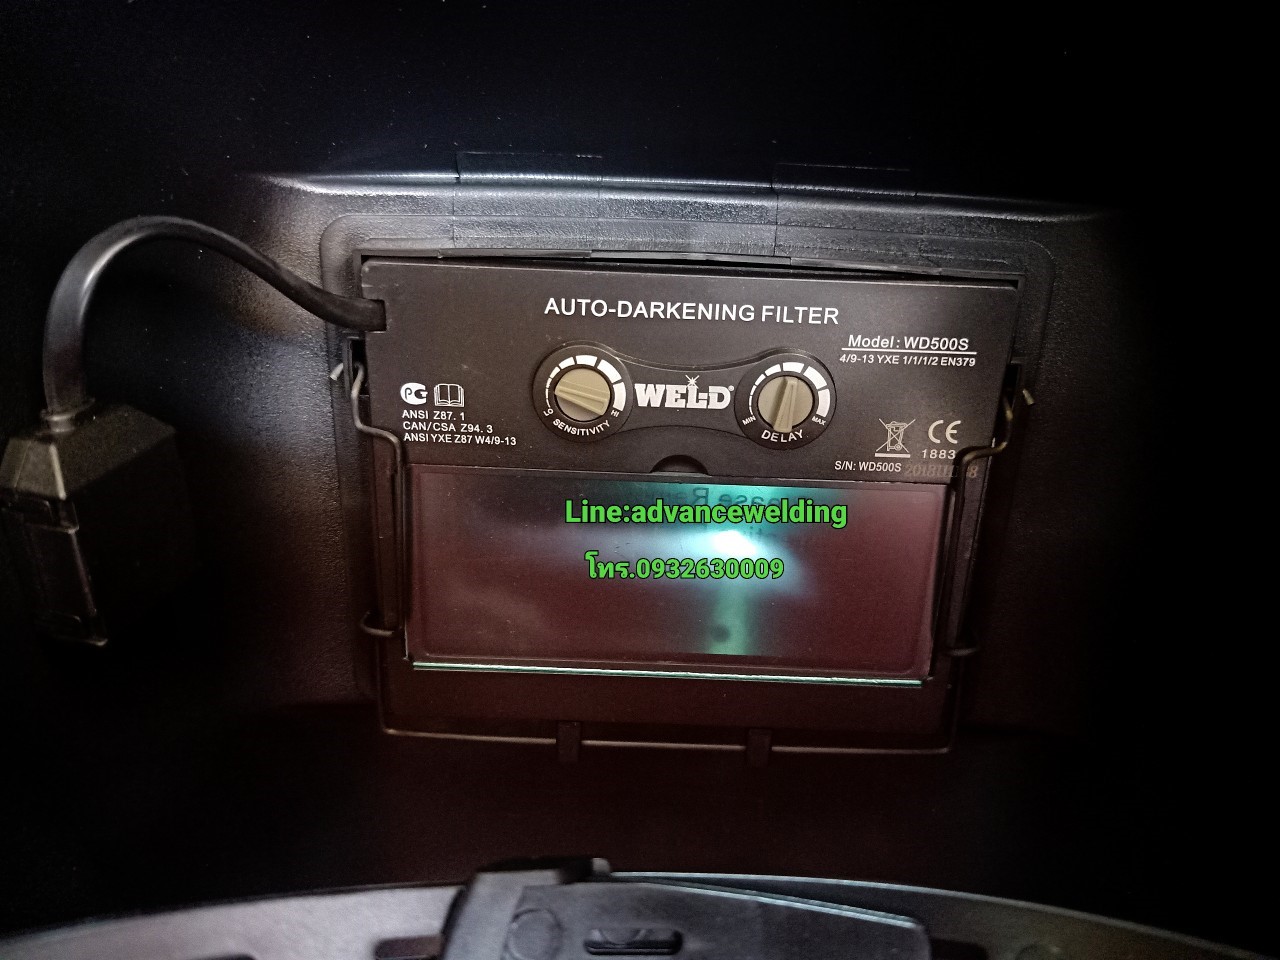 AUTO-DARKENING FILTER
Model: WD500S
4/9-13 YXE 1/1/1/2 EN379
PG
ANSI Z87.1
CAN/CSA Z94.3
ANSI YXE Z87 W4/9-13
HI
SENSITIVITY
WELD®
MIN
MAX
DELAY
CE
1883
S/N: WD500S
Line:advancewelding
โทร.0932630009